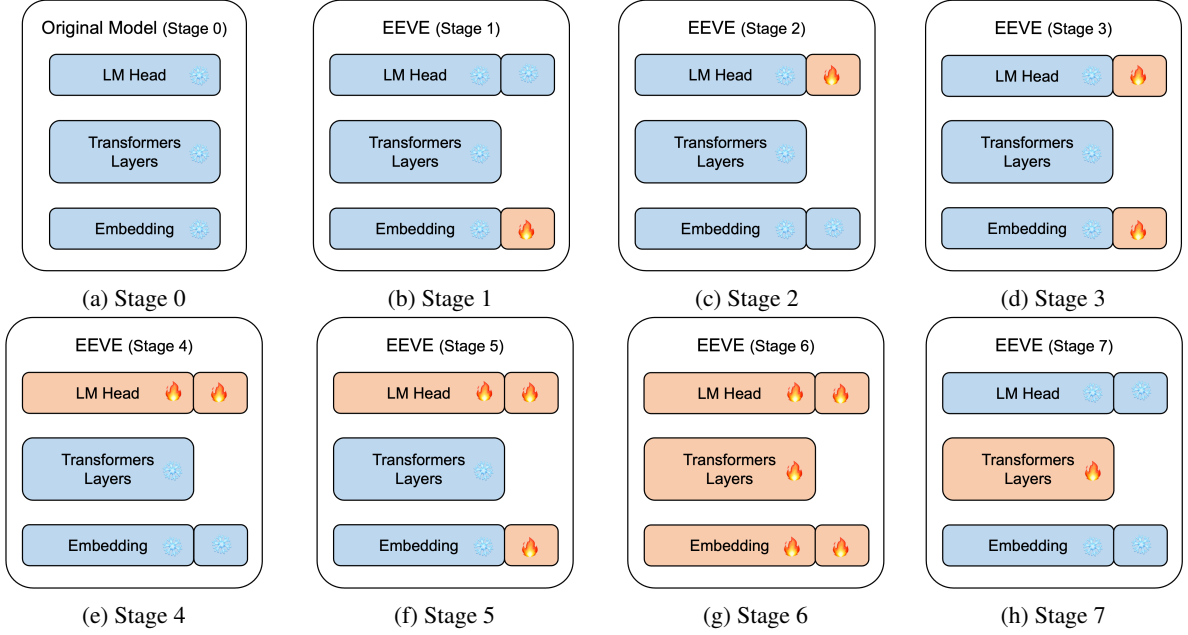 Original Model (Stage 0)
LM Head
Transformers
Layers
Embedding
(a) Stage 0
EEVE (Stage 1)
LM Head
Transformers
Layers
Embedding
(b) Stage 1
EEVE (Stage 2)
LM Head
Transformers
Layers
Embedding
(c) Stage 2
EEVE (Stage 3)
LM Head
Transformers
Layers
Embedding
(d) Stage 3
EEVE (Stage 4)
LM Head
Transformers
Layers
Embedding
(e) Stage 4
EEVE (Stage 5)
LM Head
Transformers
Layers
Embedding
(f) Stage 5
EEVE (Stage 6)
LM Head
Transformers
Layers
Embedding
(g) Stage 6
EEVE (Stage 7)
LM Head
Transformers
Layers
Embedding
(h) Stage 7